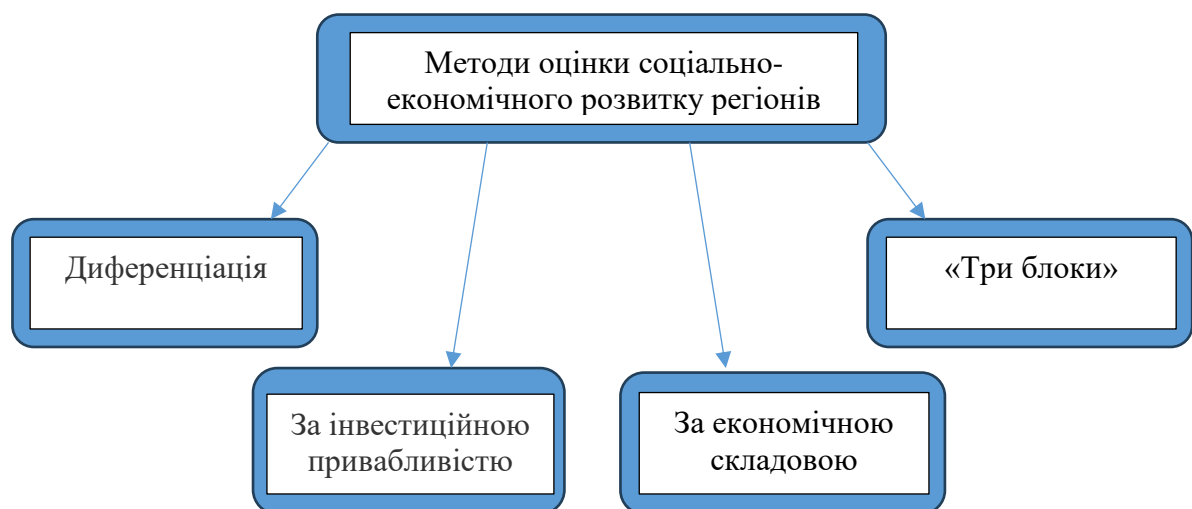 Методи оцінки соціально-
економічного розвитку регіонів
Диференціація
«Три блоки»
За інвестиційною
привабливістю
За економічною
складовою